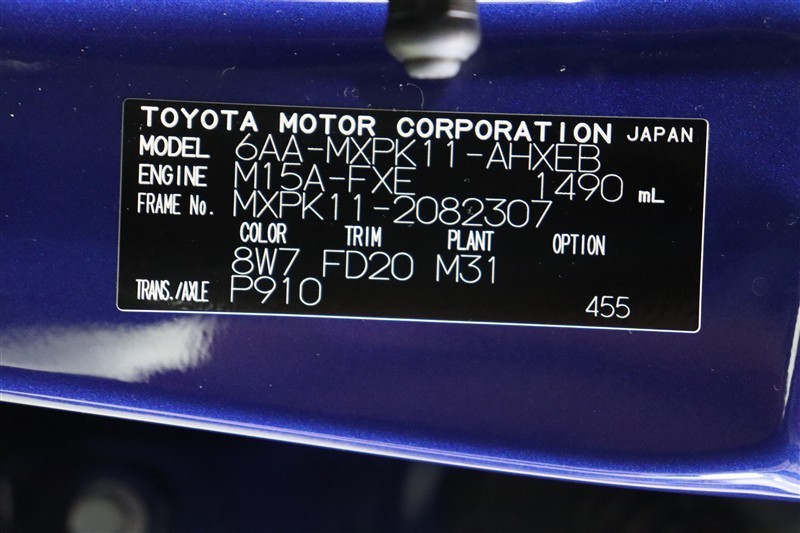 TOYOTA MOTOR CORPORATION JAPAN
MODEL 6AA-MXPK11-AHXEB
ENGINE M15A-FXE 1490 mL
FRAME No. MXPK11-2082307
COLOR TRIM PLANT OPTION
8W7 FD20 M31
TRANS./AXLE P910 455